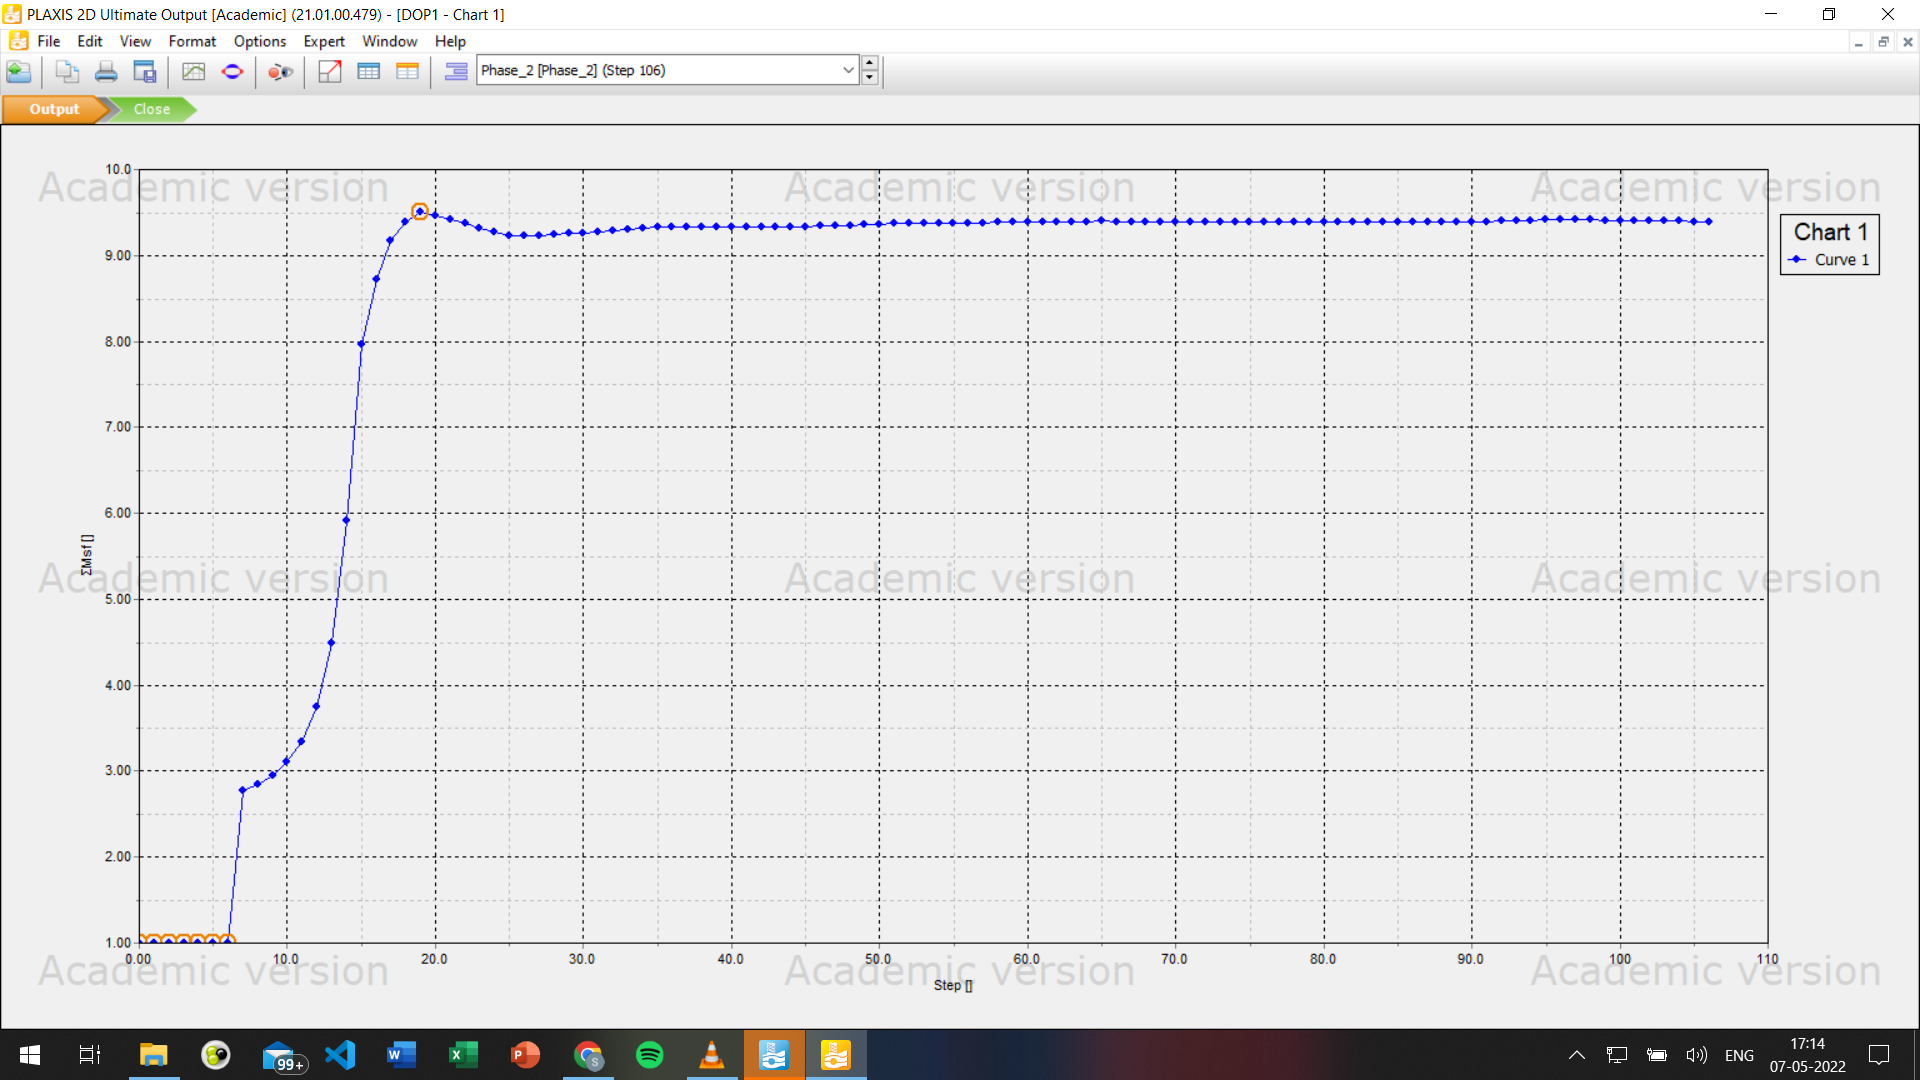 PLAXIS 2D Ultimate Output [Academic] (21.01.00.479) - [DOP1 - Chart 1]
File Edit View Format Options Expert Window Help
Phase_2 [Phase_2] (Step 106)
Output Close
Academic version Academic version Academic version
Chart 1
Curve 1
10.0
9.00
8.00
7.00
6.00
5.00
4.00
3.00
2.00
1.00
ΣMsf []
Academic version Academic version Academic version
0.00 10.0 20.0 30.0 40.0 50.0 60.0 70.0 80.0 90.0 100 110
Academic version Academic version Academic version
Step []
99+
S
ENG
17:14
07-05-2022